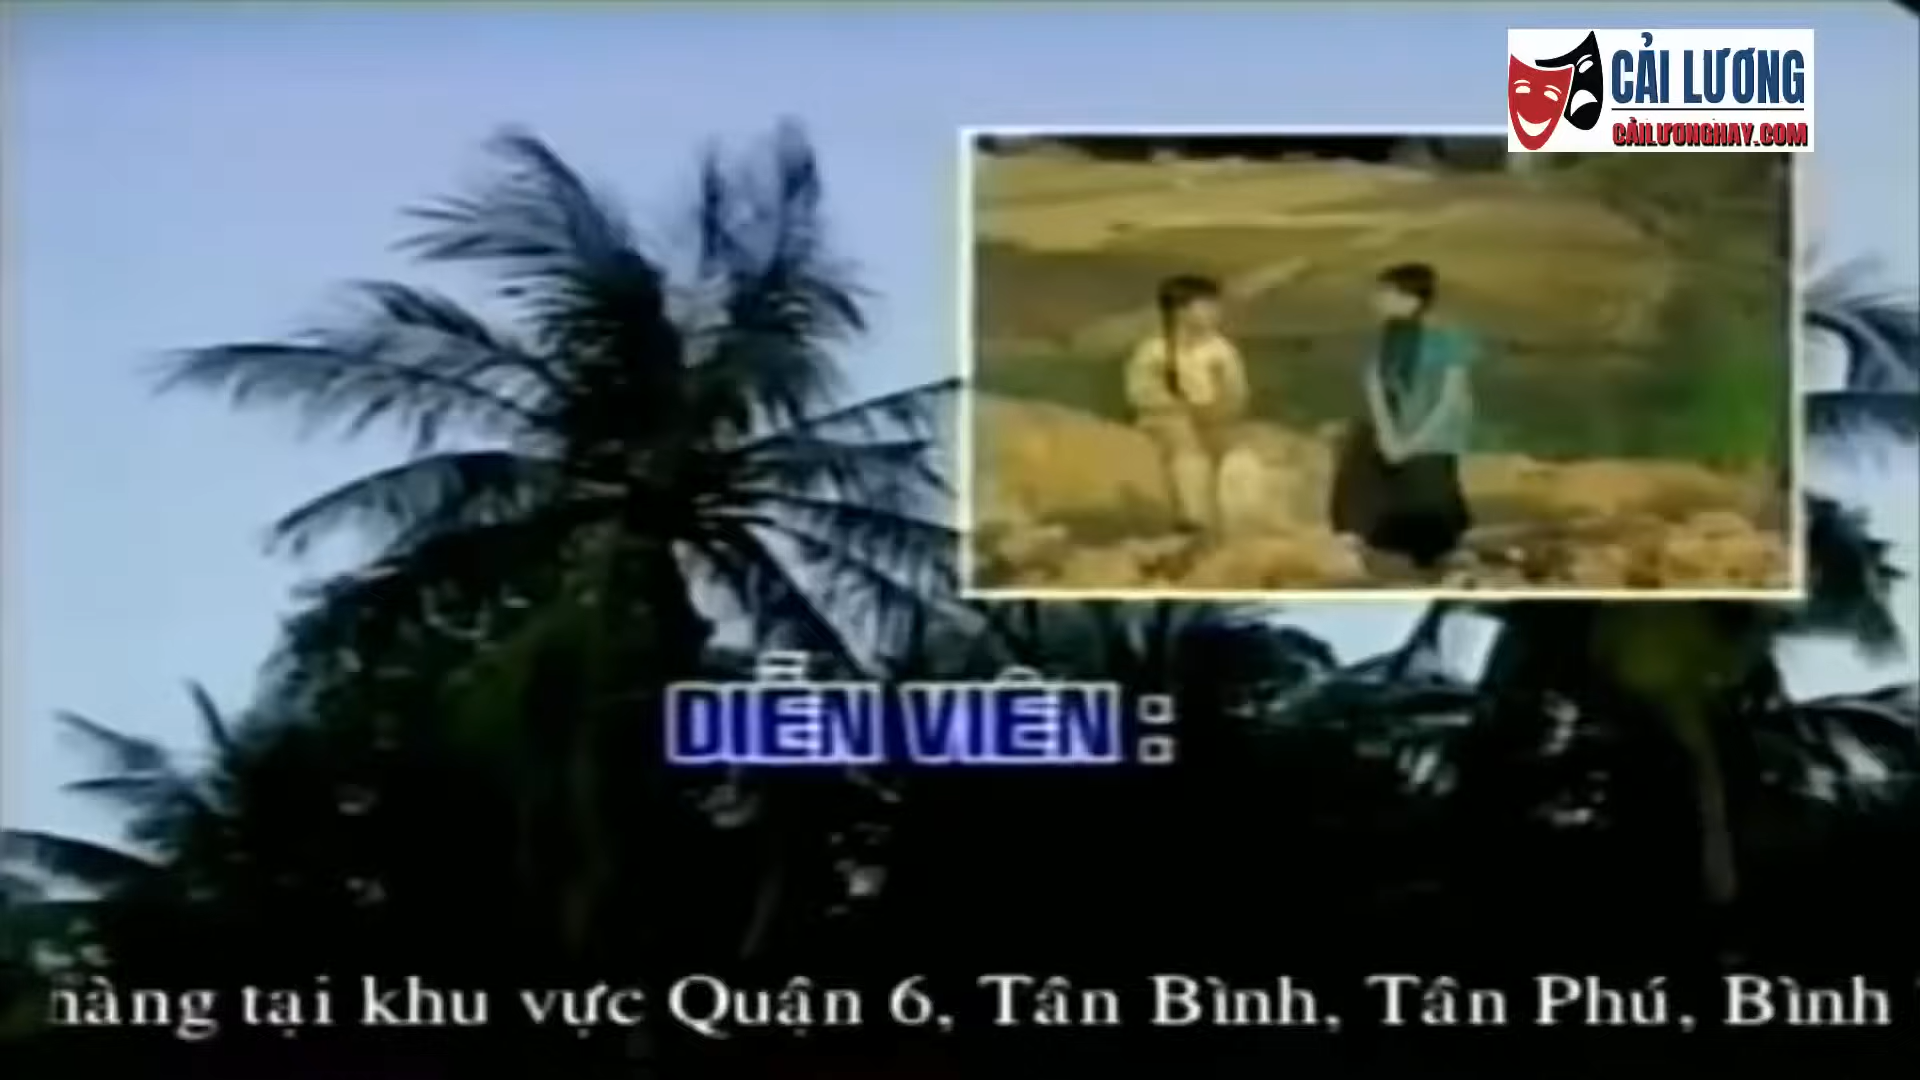 CẢI LƯƠNG
CẢILƯƠNGHAY.COM
DIỄN VIÊN :
hàng tại khu vực Quận 6, Tân Bình, Tân Phú, Bình